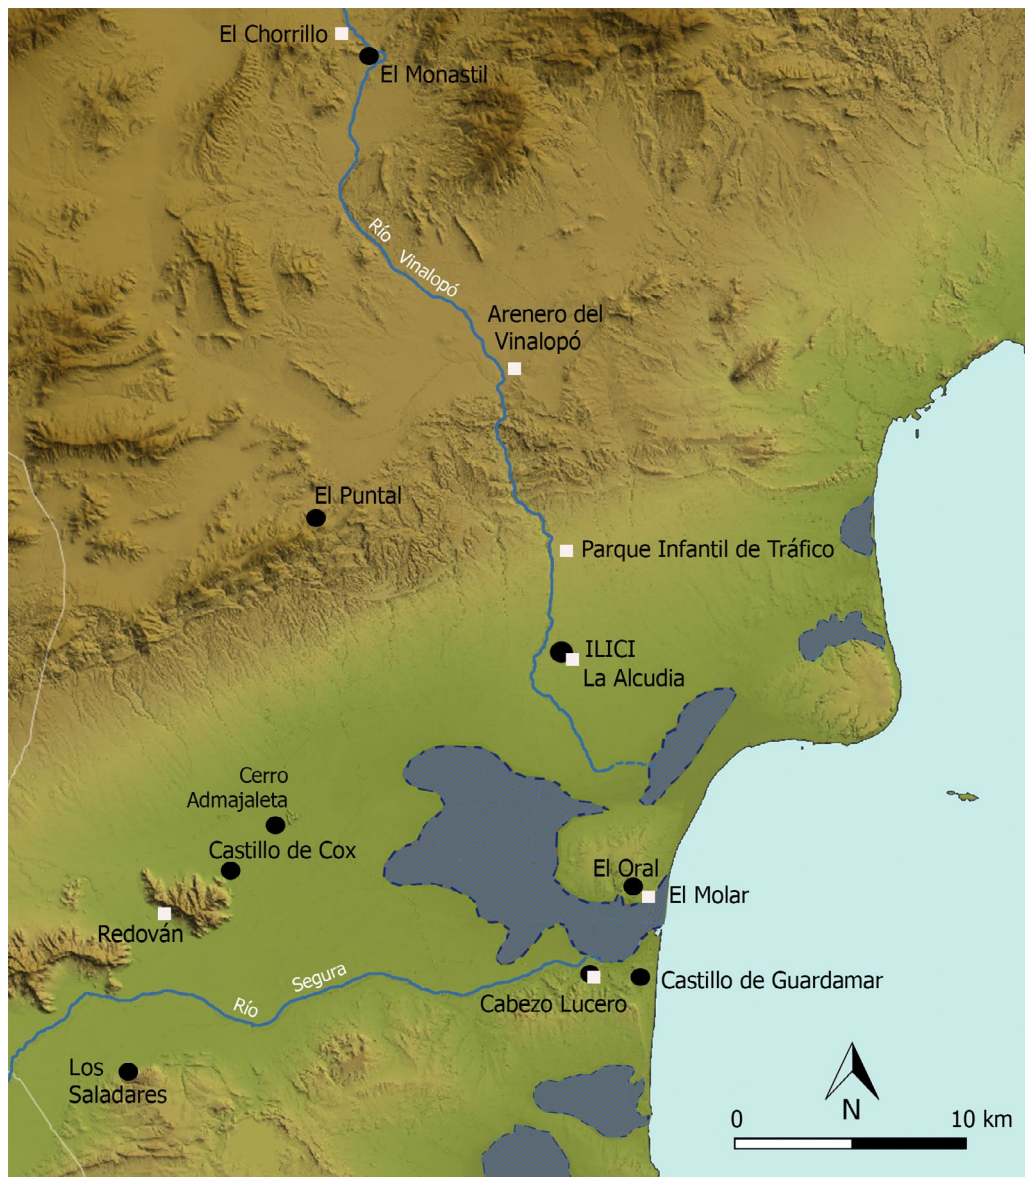 El Chorrillo
El Monastil
Río Vinalopó
Arenero del
Vinalopó
El Puntal
Parque Infantil de Tráfico
ILICI
La Alcudia
Cerro
Admajaleta
Castillo de Cox
El Oral
El Molar
Redován
Río Segura
Cabezo Lucero
Castillo de Guardamar
Los
Saladares
N
0 10 km